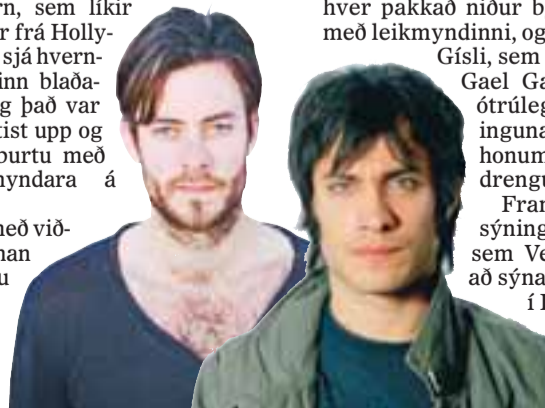 rn, sem líkir
r frá Holly-
sjá hvern-
inn blaða-
g það var
tist upp og
burtu með
myndara á
með við-
nan
u
hver pakkað niður b
með leikmyndinni, og
Gísli, sem
Gael Ga
ótrúleg
inguna
honum
drengu
Fran
sýning
sem Ve
að sýna
í l